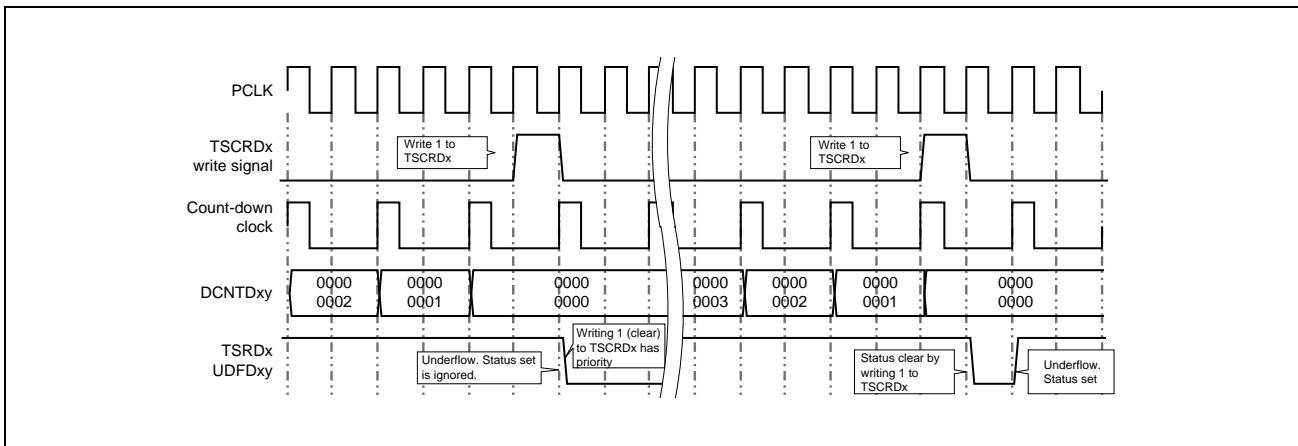 PCLK
TSCRDx
write signal
Write 1 to
TSCRDx
Write 1 to
TSCRDx
Count-down
clock
DCNTDxy
0000
0002
0000
0001
0000
0000
0000
0003
0000
0002
0000
0001
0000
0000
TSRDx
UDFDxy
Underflow. Status set
is ignored.
Writing 1 (clear)
to TSCRDx has
priority
Status clear by
writing 1 to
TSCRDx
Underflow.
Status set